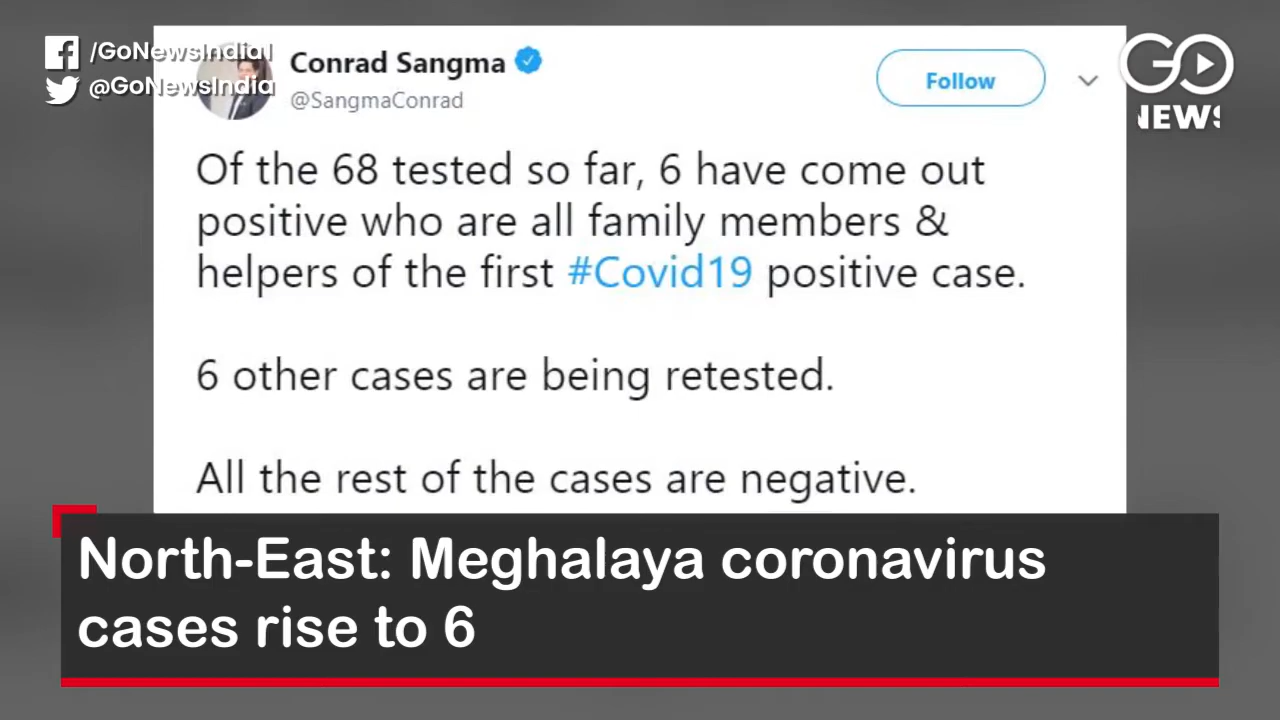 /GoNewsIndia
@GoNewsIndia
Conrad Sangma
@SangmaConrad
Follow
GO
NEWS
Of the 68 tested so far, 6 have come out
positive who are all family members &
helpers of the first #Covid19 positive case.
6 other cases are being retested.
All the rest of the cases are negative.
North-East: Meghalaya coronavirus
cases rise to 6